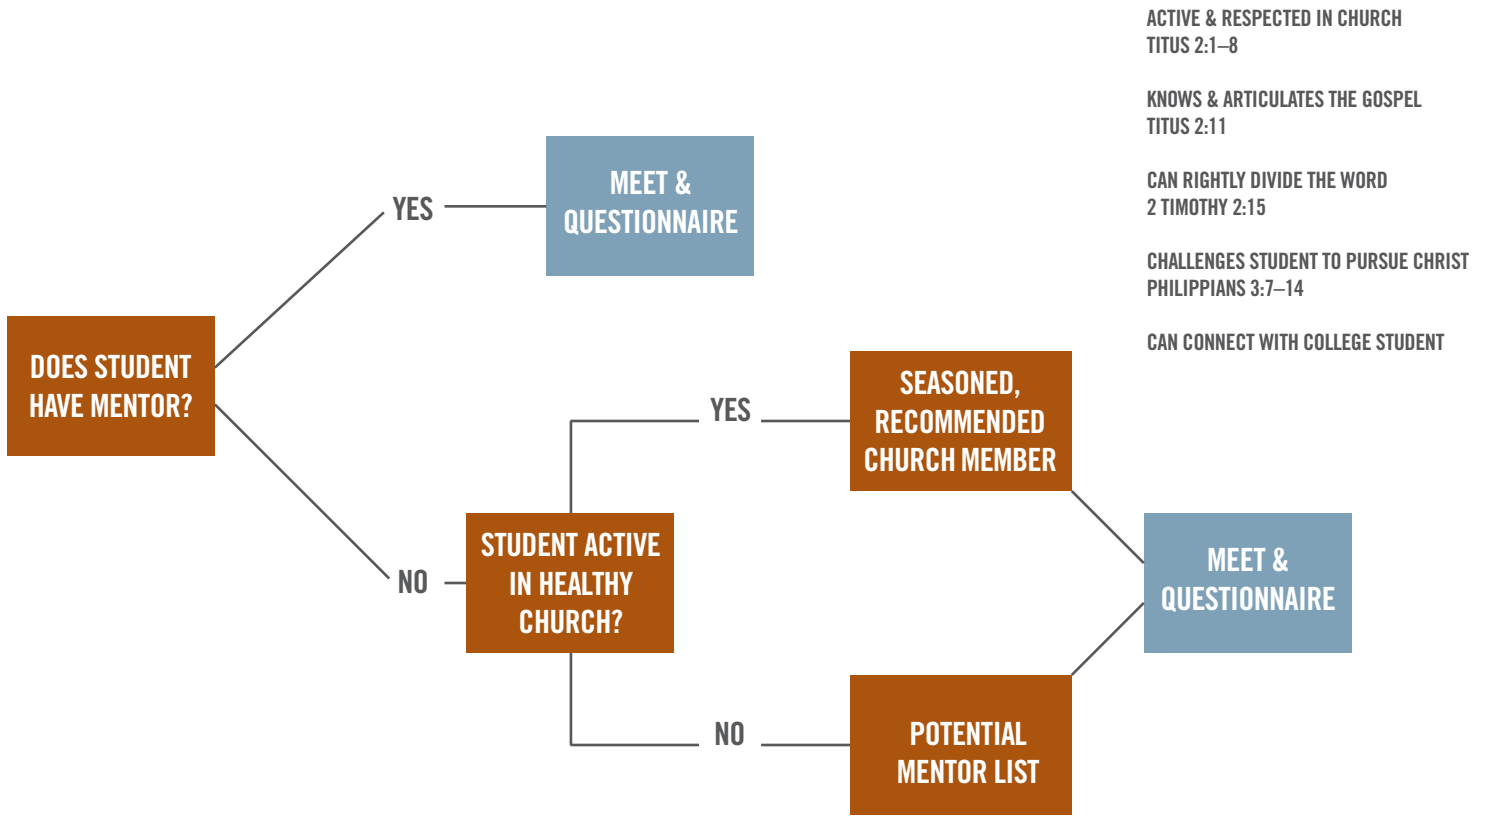 ACTIVE & RESPECTED IN CHURCH
TITUS 2:1–8
KNOWS & ARTICULATES THE GOSPEL
TITUS 2:11
CAN RIGHTLY DIVIDE THE WORD
2 TIMOTHY 2:15
CHALLENGES STUDENT TO PURSUE CHRIST
PHILIPPIANS 3:7–14
CAN CONNECT WITH COLLEGE STUDENT
DOES STUDENT
HAVE MENTOR?
YES
MEET &
QUESTIONNAIRE
NO
STUDENT ACTIVE
IN HEALTHY
CHURCH?
YES
SEASONED,
RECOMMENDED
CHURCH MEMBER
NO
POTENTIAL
MENTOR LIST
MEET &
QUESTIONNAIRE